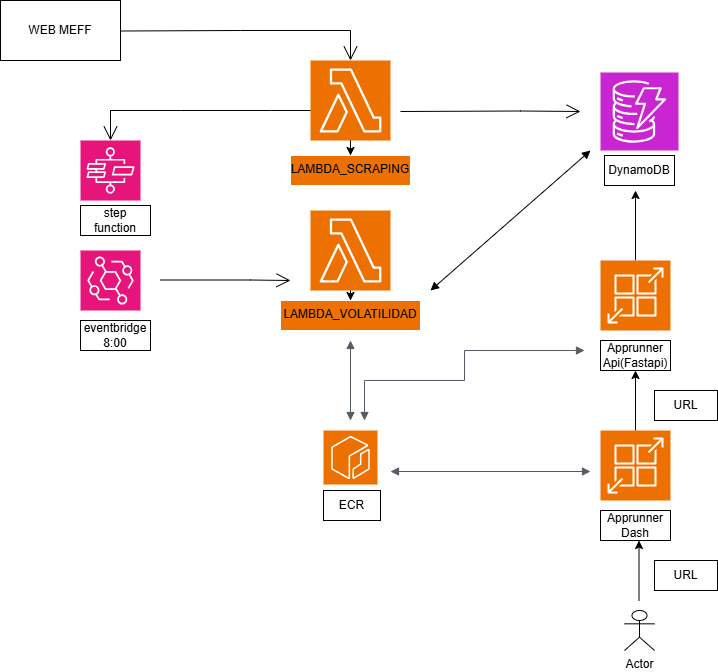 WEB MEFF
LAMBDA_SCRAPING
DynamoDB
step
function
LAMBDA_VOLATILIDAD
eventbridge
8:00
Apprunner
Api(Fastapi)
URL
ECR
Apprunner
Dash
URL
Actor